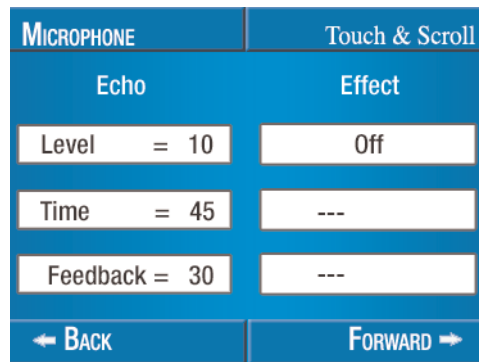 MICROPHONE Touch & Scroll
Echo Effect
Level = 10 Off
Time = 45 ---
Feedback = 30 ---
BACK FORWARD